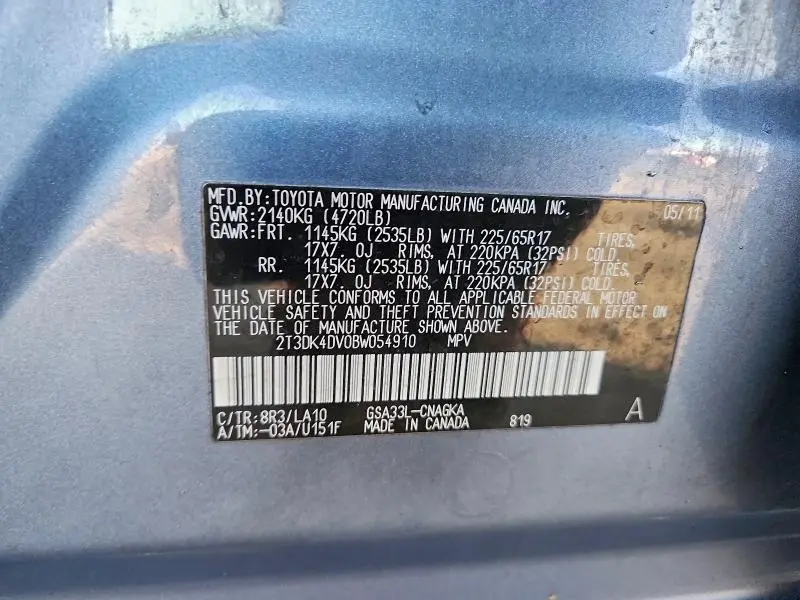 MFD.BY:TOYOTA MOTOR MANUFACTURING CANADA INC. 05/11
GVWR:2140KG (4720LB)
GAWR:FRT. 1145KG (2535LB) WITH 225/65R17 TIRES,
17X7.0J RIMS, AT 220KPA (32PSI) COLD.
RR. 1145KG (2535LB) WITH 225/65R17 TIRES,
17X7.0J RIMS, AT 220KPA (32PSI) COLD.
THIS VEHICLE CONFORMS TO ALL APPLICABLE FEDERAL MOTOR
VEHICLE SAFETY AND THEFT PREVENTION STANDARDS IN EFFECT ON
THE DATE OF MANUFACTURE SHOWN ABOVE.
2T3DK4DV0BW054910 MPV
C/TR:8R3/LA10 GSA33L-CNAGKA
A/TM:-03A/U151F MADE IN CANADA 819 A